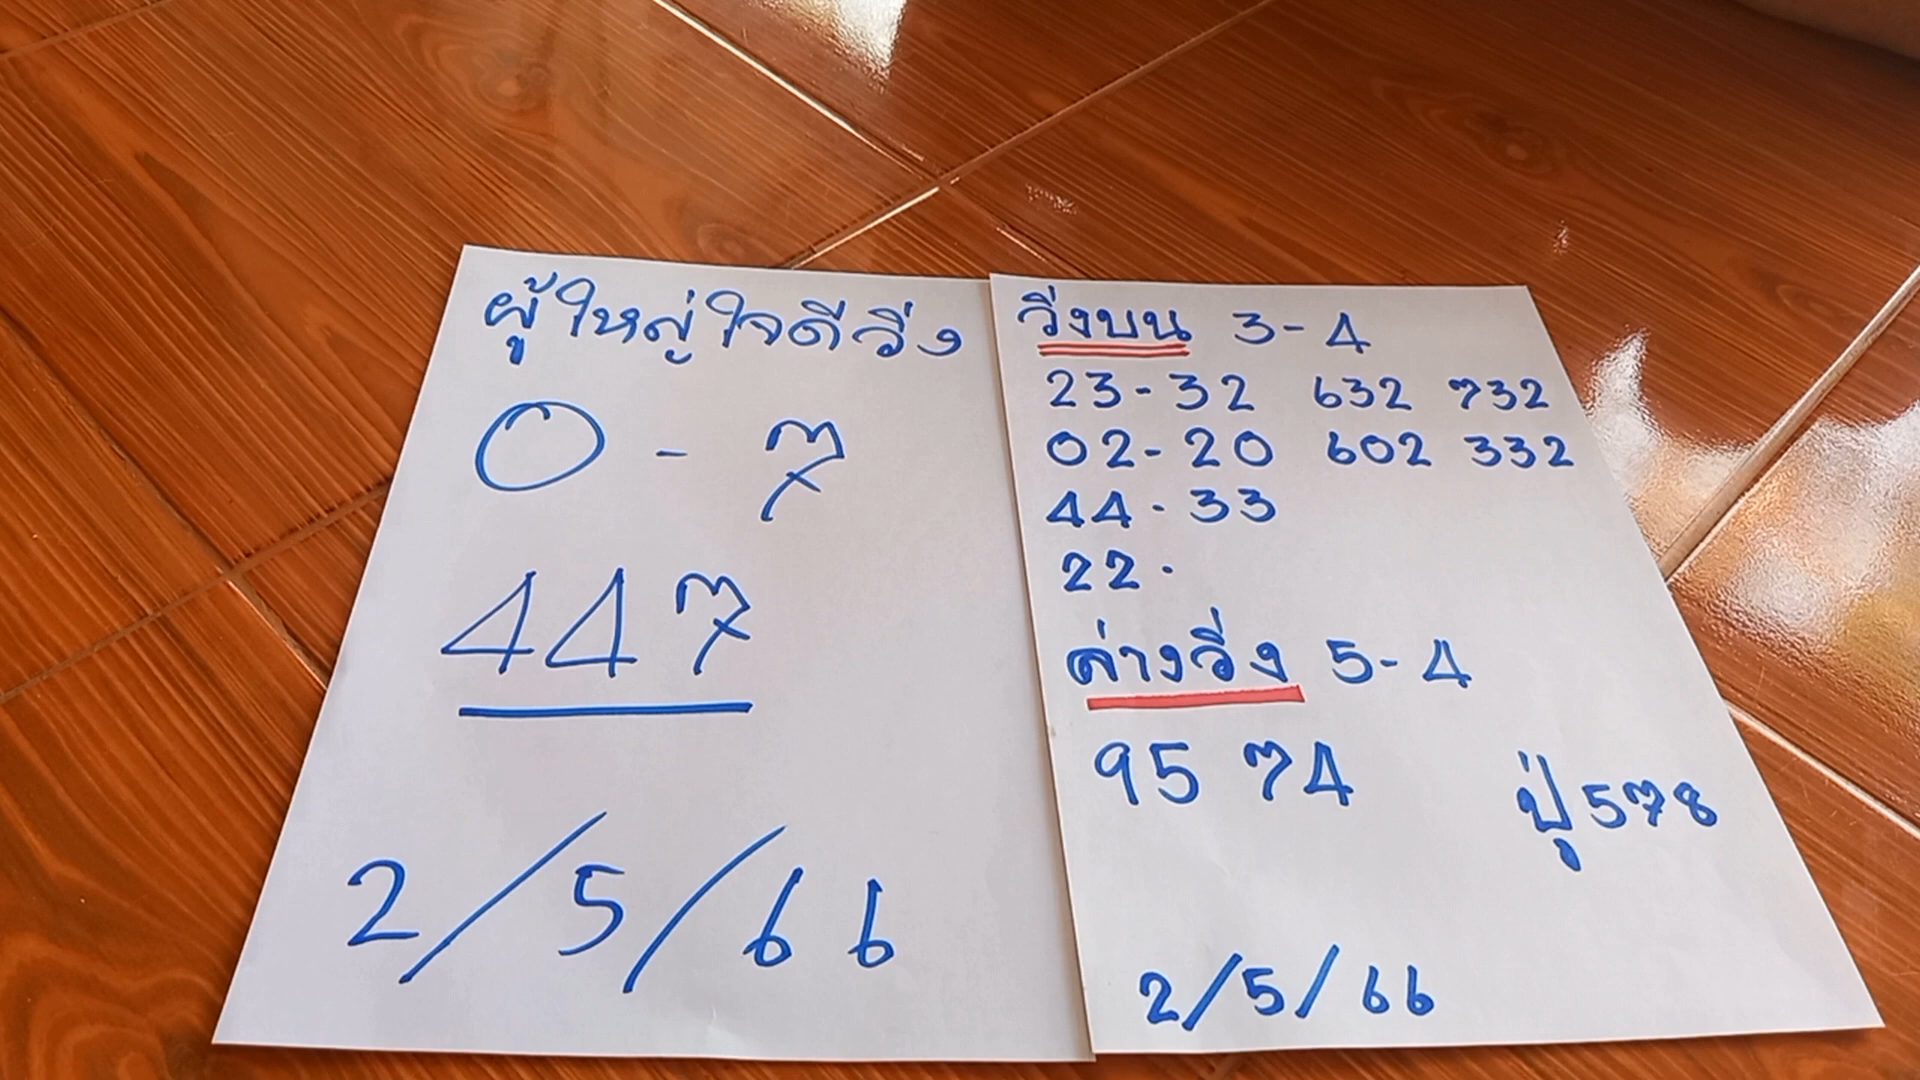 ผู้ใหญ่ใจดีวิ่ง
0 - 7
447
2/5/66
วิ่งบน 3-4
23-32 632 732
02-20 602 332
44-33
22-
ล่างวิ่ง 5-4
95 74
ปู่578
2/5/66